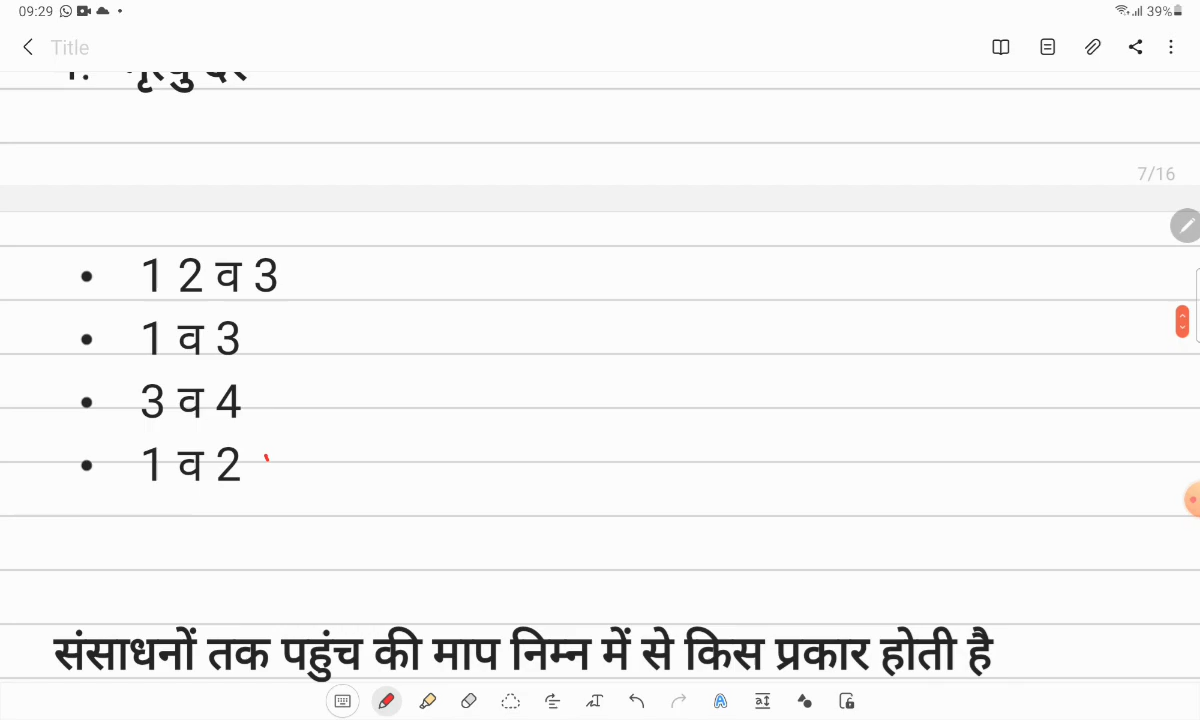 09:29 39%
Title
मृत्यु दर
7/16
• 1 2 व 3
• 1 व 3
• 3 व 4
• 1 व 2
संसाधनों तक पहुंच की माप निम्न में से किस प्रकार होती है